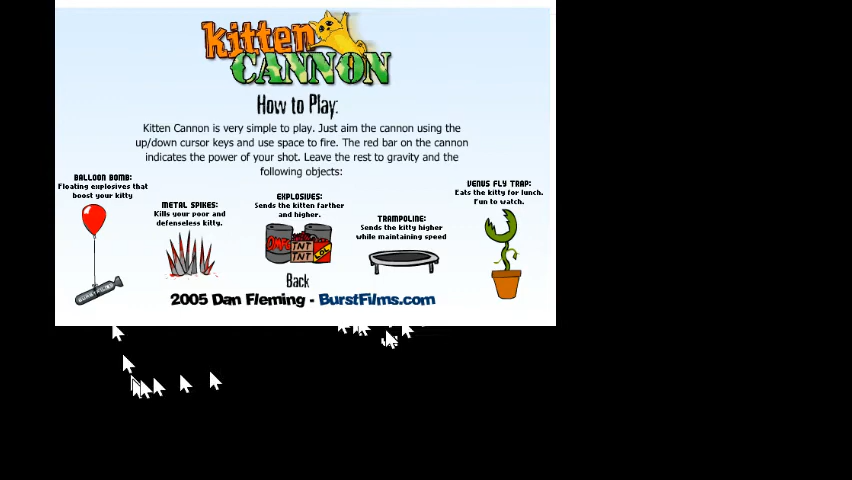 kitten
CANNON
How to Play:
Kitten Cannon is very simple to play. Just aim the cannon using the
up/down cursor keys and use space to fire. The red bar on the cannon
indicates the power of your shot. Leave the rest to gravity and the
following objects:
BALLOON BOMB:
Floating explosives that
boost your kitty
METAL SPIKES:
Kills your poor and
defenseless kitty.
EXPLOSIVES:
Sends the kitten farther
and higher.
TRAMPOLINE:
Sends the kitty higher
while maintaining speed
VENUS FLY TRAP:
Eats the kitty for lunch.
Fun to watch.
OMFG
TNT
TNT
LOL
Back
2005 Dan Fleming - BurstFilms.com